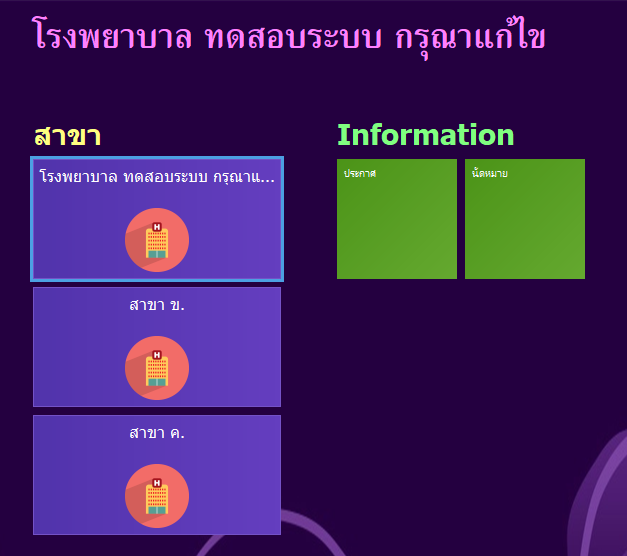 โรงพยาบาล ทดสอบระบบ กรุณาแก้ไข
สาขา
โรงพยาบาล ทดสอบระบบ กรุณาแ...
H
สาขา ข.
H
สาขา ค.
H
Information
ประกาศ
นัดหมาย